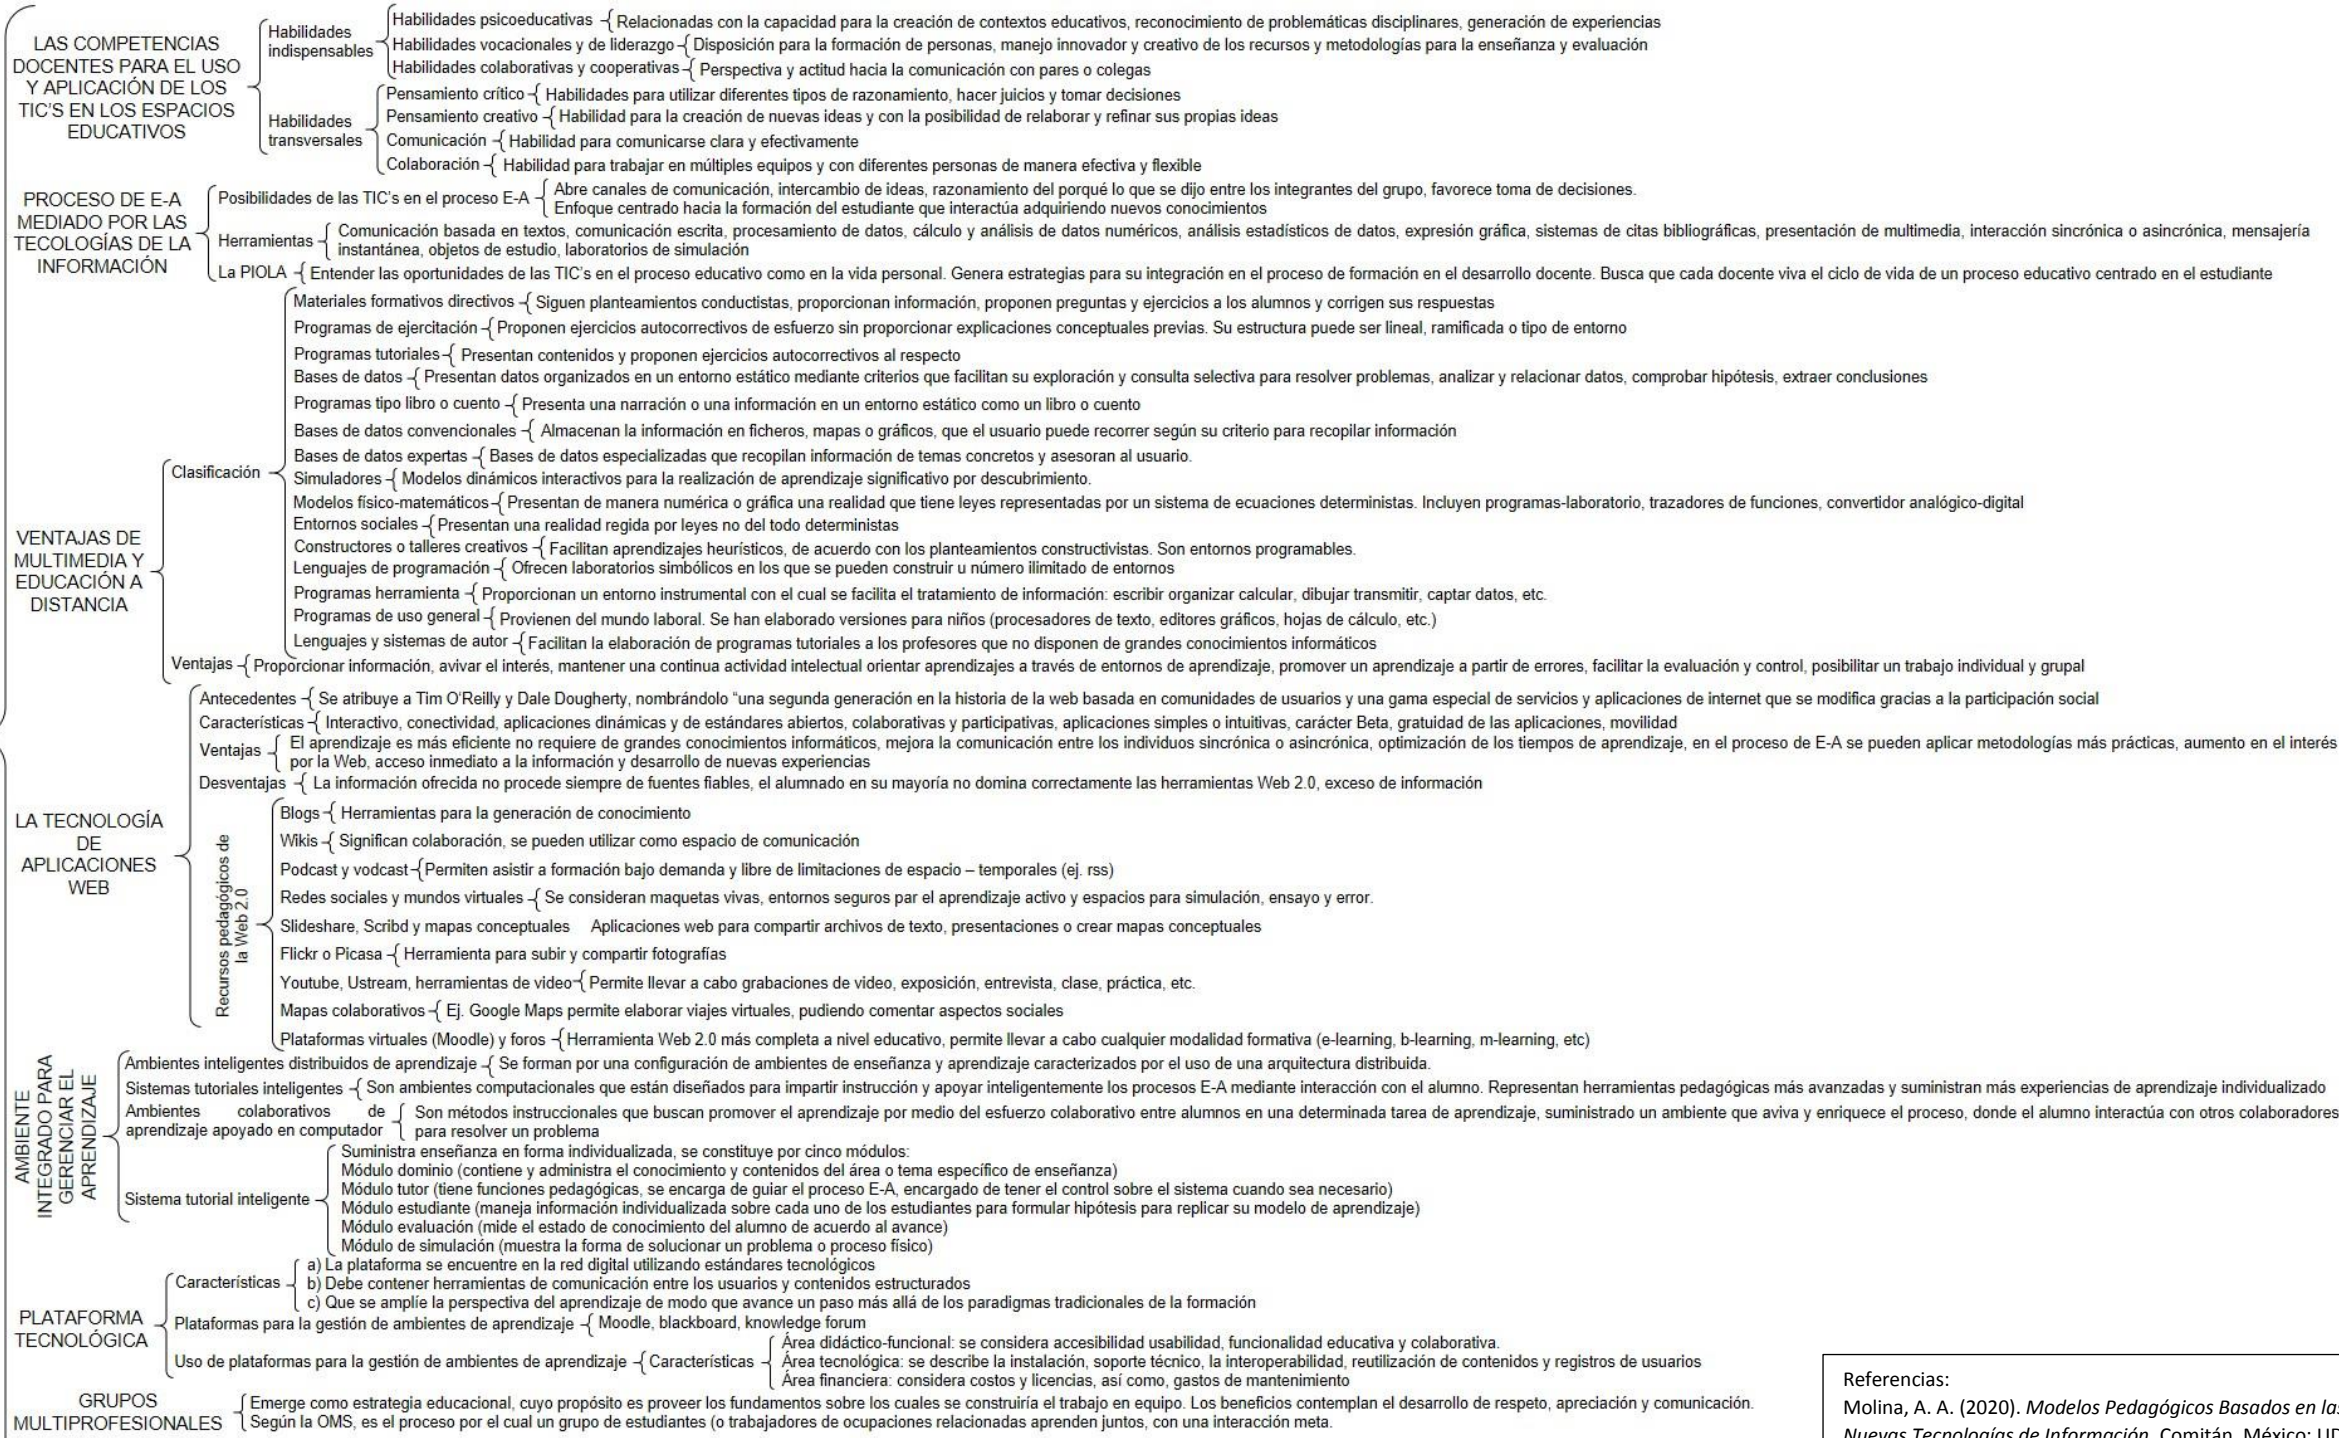 LAS COMPETENCIAS
DOCENTES PARA EL USO
Y APLICACIÓN DE LOS
TIC'S EN LOS ESPACIOS
EDUCATIVOS
Habilidades
indispensables
Habilidades psicoeducativas
Relacionadas con la capacidad para la creación de contextos educativos, reconocimiento de problemáticas disciplinares, generación de experiencias
Habilidades vocacionales y de liderazgo
Disposición para la formación de personas, manejo innovador y creativo de los recursos y metodologías para la enseñanza y evaluación
Habilidades colaborativas y cooperativas
Perspectiva y actitud hacia la comunicación con pares o colegas
Habilidades
transversales
Pensamiento crítico
Habilidades para utilizar diferentes tipos de razonamiento, hacer juicios y tomar decisiones
Pensamiento creativo
Habilidad para la creación de nuevas ideas y con la posibilidad de relaborar y refinar sus propias ideas
Comunicación
Habilidad para comunicarse clara y efectivamente
Colaboración
Habilidad para trabajar en múltiples equipos y con diferentes personas de manera efectiva y flexible
PROCESO DE E-A
MEDIADO POR LAS
TECOLOGÍAS DE LA
INFORMACIÓN
Posibilidades de las TIC's en el proceso E-A
Abre canales de comunicación, intercambio de ideas, razonamiento del porqué lo que se dijo entre los integrantes del grupo, favorece toma de decisiones.
Enfoque centrado hacia la formación del estudiante que interactúa adquiriendo nuevos conocimientos
Herramientas
Comunicación basada en textos, comunicación escrita, procesamiento de datos, cálculo y análisis de datos numéricos, análisis estadísticos de datos, expresión gráfica, sistemas de citas bibliográficas, presentación de multimedia, interacción sincrónica o asincrónica, mensajería
instantánea, objetos de estudio, laboratorios de simulación
La PIOLA
Entender las oportunidades de las TIC's en el proceso educativo como en la vida personal. Genera estrategias para su integración en el proceso de formación en el desarrollo docente. Busca que cada docente viva el ciclo de vida de un proceso educativo centrado en el estudiante
VENTAJAS DE
MULTIMEDIA Y
EDUCACIÓN A
DISTANCIA
Clasificación
Materiales formativos directivos
Siguen planteamientos conductistas, proporcionan información, proponen preguntas y ejercicios a los alumnos y corrigen sus respuestas
Programas de ejercitación
Proponen ejercicios autocorrectivos de esfuerzo sin proporcionar explicaciones conceptuales previas. Su estructura puede ser lineal, ramificada o tipo de entorno
Programas tutoriales
Presentan contenidos y proponen ejercicios autocorrectivos al respecto
Bases de datos
Presentan datos organizados en un entorno estático mediante criterios que facilitan su exploración y consulta selectiva para resolver problemas, analizar y relacionar datos, comprobar hipótesis, extraer conclusiones
Programas tipo libro o cuento
Presenta una narración o una información en un entorno estático como un libro o cuento
Bases de datos convencionales
Almacenan la información en ficheros, mapas o gráficos, que el usuario puede recorrer según su criterio para recopilar información
Bases de datos expertas
Bases de datos especializadas que recopilan información de temas concretos y asesoran al usuario.
Simuladores
Modelos dinámicos interactivos para la realización de aprendizaje significativo por descubrimiento.
Modelos físico-matemáticos
Presentan de manera numérica o gráfica una realidad que tiene leyes representadas por un sistema de ecuaciones deterministas. Incluyen programas-laboratorio, trazadores de funciones, convertidor analógico-digital
Entornos sociales
Presentan una realidad regida por leyes no del todo deterministas
Constructores o talleres creativos
Facilitan aprendizajes heurísticos, de acuerdo con los planteamientos constructivistas. Son entornos programables.
Lenguajes de programación
Ofrecen laboratorios simbólicos en los que se pueden construir u número ilimitado de entornos
Programas herramienta
Proporcionan un entorno instrumental con el cual se facilita el tratamiento de información: escribir organizar calcular, dibujar transmitir, captar datos, etc.
Programas de uso general
Provienen del mundo laboral. Se han elaborado versiones para niños (procesadores de texto, editores gráficos, hojas de cálculo, etc.)
Lenguajes y sistemas de autor
Facilitan la elaboración de programas tutoriales a los profesores que no disponen de grandes conocimientos informáticos
Ventajas
Proporcionar información, avivar el interés, mantener una continua actividad intelectual orientar aprendizajes a través de entornos de aprendizaje, promover un aprendizaje a partir de errores, facilitar la evaluación y control, posibilitar un trabajo individual y grupal
LA TECNOLOGÍA
DE
APLICACIONES
WEB
Antecedentes
Se atribuye a Tim O'Reilly y Dale Dougherty, nombrándolo “una segunda generación en la historia de la web basada en comunidades de usuarios y una gama especial de servicios y aplicaciones de internet que se modifica gracias a la participación social
Características
Interactivo, conectividad, aplicaciones dinámicas y de estándares abiertos, colaborativas y participativas, aplicaciones simples o intuitivas, carácter Beta, gratuidad de las aplicaciones, movilidad
Ventajas
El aprendizaje es más eficiente no requiere de grandes conocimientos informáticos, mejora la comunicación entre los individuos sincrónica o asincrónica, optimización de los tiempos de aprendizaje, en el proceso de E-A se pueden aplicar metodologías más prácticas, aumento en el interés
por la Web, acceso inmediato a la información y desarrollo de nuevas experiencias
Desventajas
La información ofrecida no procede siempre de fuentes fiables, el alumnado en su mayoría no domina correctamente las herramientas Web 2.0, exceso de información
Recursos pedagógicos de
la Web 2.0
Blogs
Herramientas para la generación de conocimiento
Wikis
Significan colaboración, se pueden utilizar como espacio de comunicación
Podcast y vodcast
Permiten asistir a formación bajo demanda y libre de limitaciones de espacio – temporales (ej. rss)
Redes sociales y mundos virtuales
Se consideran maquetas vivas, entornos seguros par el aprendizaje activo y espacios para simulación, ensayo y error.
Slideshare, Scribd y mapas conceptuales
Aplicaciones web para compartir archivos de texto, presentaciones o crear mapas conceptuales
Flickr o Picasa
Herramienta para subir y compartir fotografías
Youtube, Ustream, herramientas de video
Permite llevar a cabo grabaciones de video, exposición, entrevista, clase, práctica, etc.
Mapas colaborativos
Ej. Google Maps permite elaborar viajes virtuales, pudiendo comentar aspectos sociales
Plataformas virtuales (Moodle) y foros
Herramienta Web 2.0 más completa a nivel educativo, permite llevar a cabo cualquier modalidad formativa (e-learning, b-learning, m-learning, etc)
AMBIENTE
INTEGRADO PARA
GERENCIAR EL
APRENDIZAJE
Ambientes inteligentes distribuidos de aprendizaje
Se forman por una configuración de ambientes de enseñanza y aprendizaje caracterizados por el uso de una arquitectura distribuida.
Sistemas tutoriales inteligentes
Son ambientes computacionales que están diseñados para impartir instrucción y apoyar inteligentemente los procesos E-A mediante interacción con el alumno. Representan herramientas pedagógicas más avanzadas y suministran más experiencias de aprendizaje individualizado
Ambientes colaborativos de
aprendizaje apoyado en computador
Son métodos instruccionales que buscan promover el aprendizaje por medio del esfuerzo colaborativo entre alumnos en una determinada tarea de aprendizaje, suministrado un ambiente que aviva y enriquece el proceso, donde el alumno interactúa con otros colaboradores
para resolver un problema
Sistema tutorial inteligente
Suministra enseñanza en forma individualizada, se constituye por cinco módulos:
Módulo dominio (contiene y administra el conocimiento y contenidos del área o tema específico de enseñanza)
Módulo tutor (tiene funciones pedagógicas, se encarga de guiar el proceso E-A, encargado de tener el control sobre el sistema cuando sea necesario)
Módulo estudiante (maneja información individualizada sobre cada uno de los estudiantes para formular hipótesis para replicar su modelo de aprendizaje)
Módulo evaluación (mide el estado de conocimiento del alumno de acuerdo al avance)
Módulo de simulación (muestra la forma de solucionar un problema o proceso físico)
PLATAFORMA
TECNOLÓGICA
Características
a) La plataforma se encuentre en la red digital utilizando estándares tecnológicos
b) Debe contener herramientas de comunicación entre los usuarios y contenidos estructurados
c) Que se amplíe la perspectiva del aprendizaje de modo que avance un paso más allá de los paradigmas tradicionales de la formación
Plataformas para la gestión de ambientes de aprendizaje
Moodle, blackboard, knowledge forum
Uso de plataformas para la gestión de ambientes de aprendizaje
Características
Área didáctico-funcional: se considera accesibilidad usabilidad, funcionalidad educativa y colaborativa.
Área tecnológica: se describe la instalación, soporte técnico, la interoperabilidad, reutilización de contenidos y registros de usuarios
Área financiera: considera costos y licencias, así como, gastos de mantenimiento
GRUPOS
MULTIPROFESIONALES
Emerge como estrategia educacional, cuyo propósito es proveer los fundamentos sobre los cuales se construiría el trabajo en equipo. Los beneficios contemplan el desarrollo de respeto, apreciación y comunicación.
Según la OMS, es el proceso por el cual un grupo de estudiantes (o trabajadores de ocupaciones relacionadas aprenden juntos, con una interacción meta.
Referencias:
Molina, A. A. (2020). Modelos Pedagógicos Basados en las
Nuevas Tecnologías de Información. Comitán, México: UD